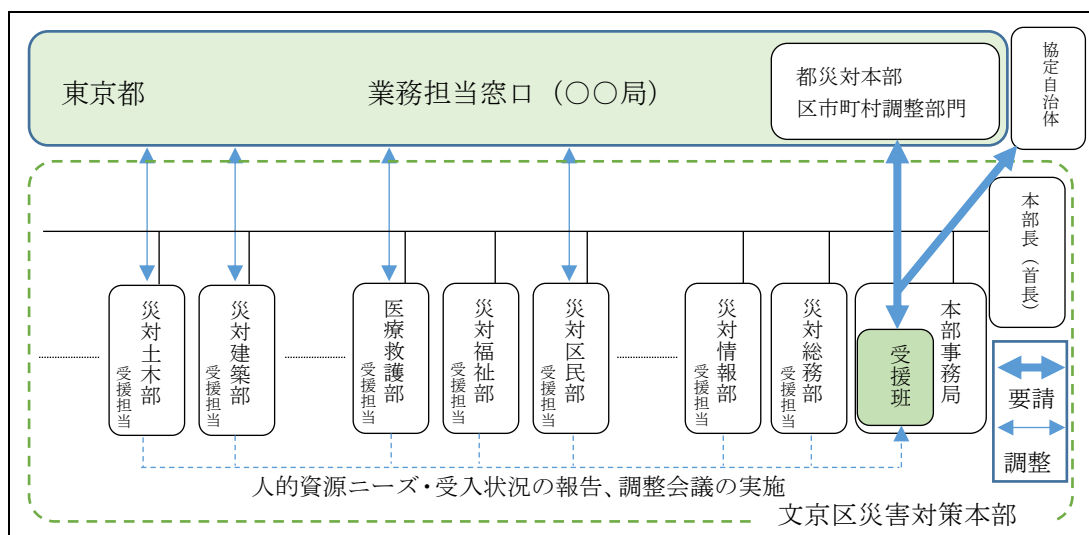 東京都
業務担当窓口(〇〇局)
都災対本部
区市町村調整部門
協定自治体
本部長(首長)
災対土木部
受援担当
災対建築部
受援担当
医療救護部
受援担当
災対福祉部
受援担当
災対区民部
受援担当
災対情報部
受援担当
災対総務部
受援担当
本部事務局
受援班
要請
調整
人的資源ニーズ・受入状況の報告、調整会議の実施
文京区災害対策本部